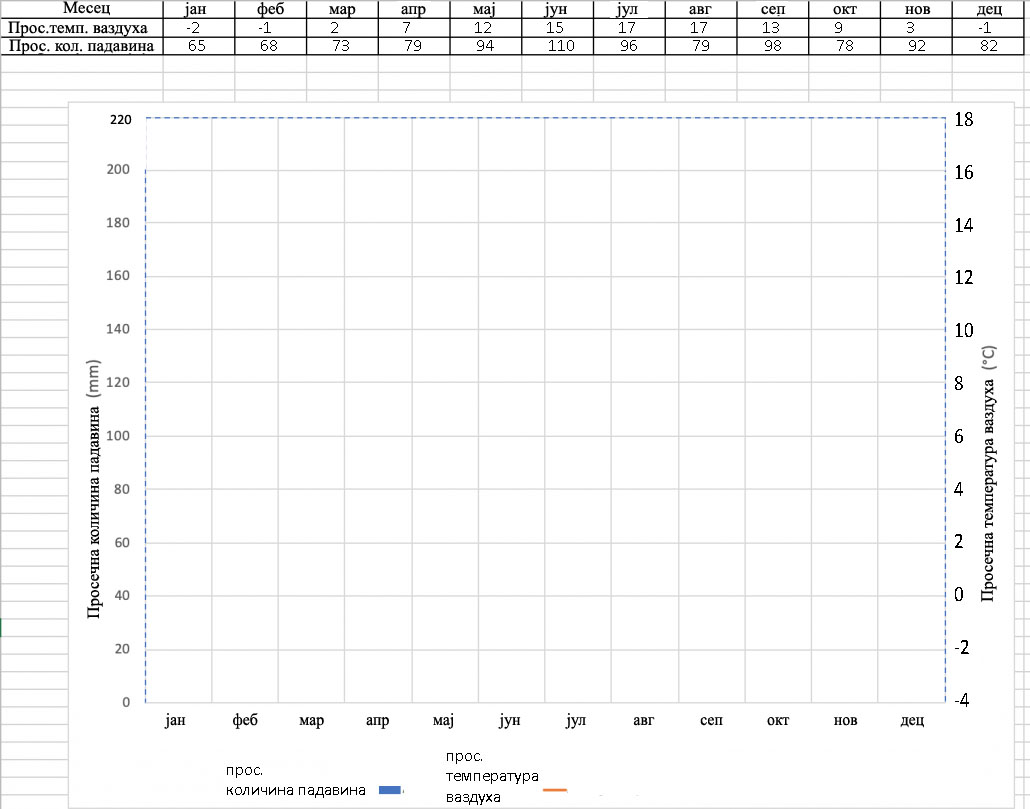 Месец јан феб мар апр мај јун јул авг сеп окт нов дец
Прос.темп. ваздуха -2 -1 2 7 12 15 17 17 13 9 3 -1
Прос. кол. падавина 65 68 73 79 94 110 96 79 98 78 92 82
220 18
200 16
180 14
160 12
140 10
120 8
100 6
80 4
60 2
40 0
20 -2
0 -4
Просечна количина падавина (mm)
Просечна температура ваздуха (°C)
јан феб мар апр мај јун јул авг сеп окт нов дец
прос.
количина падавина
прос.
температура
ваздуха